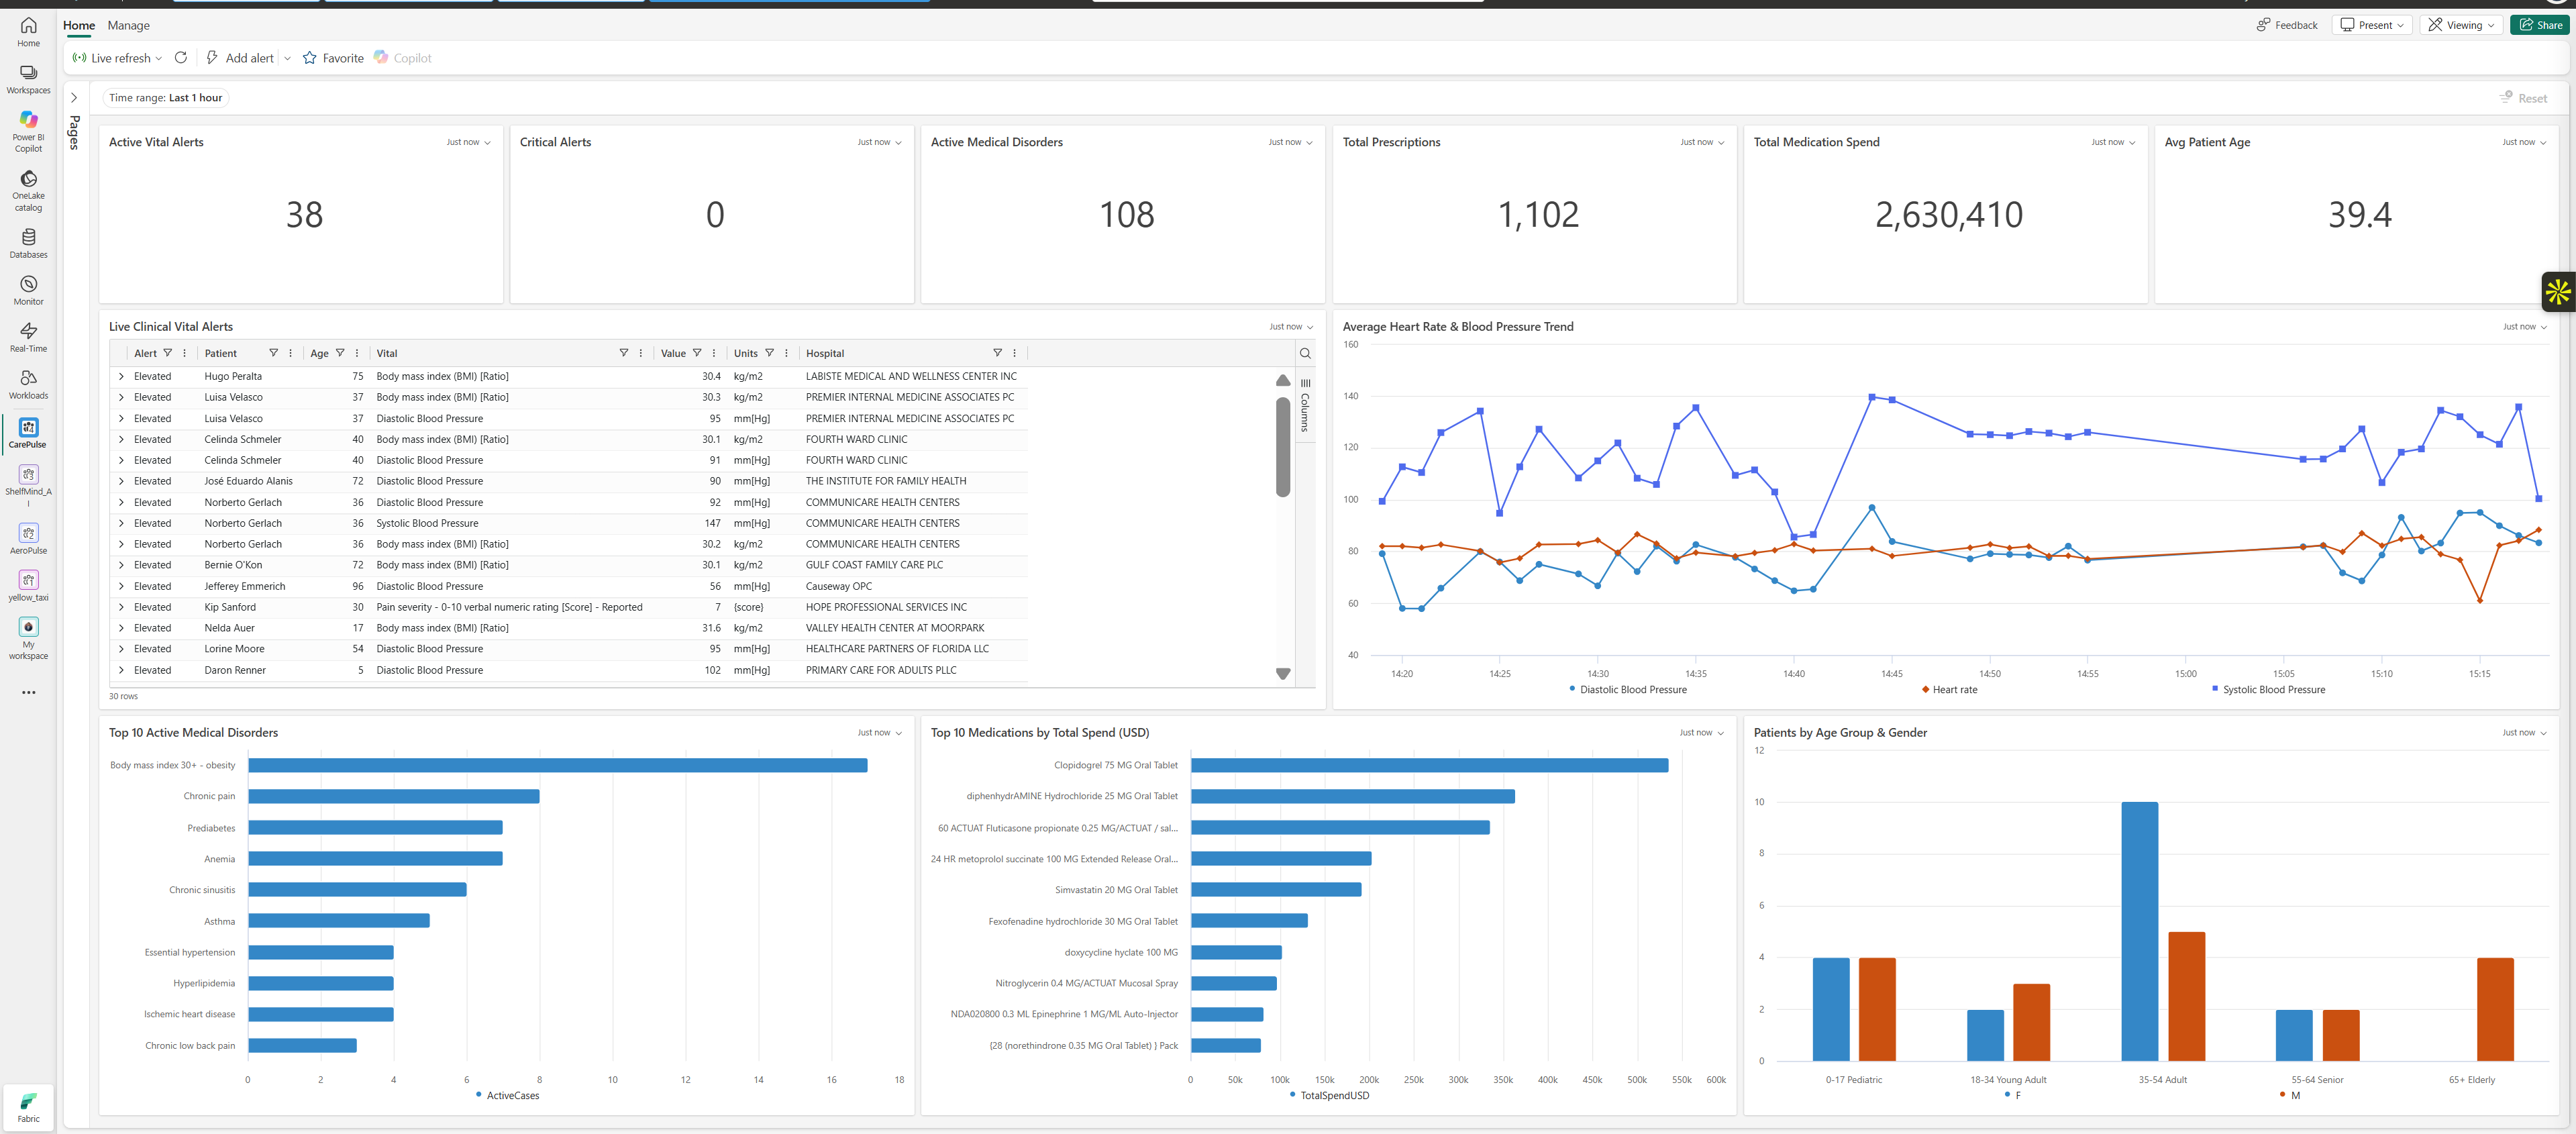 Home Manage
Feedback Present Viewing Share
Live refresh Add alert Favorite Copilot
Home
Workspaces
Power BI
Copilot
OneLake
catalog
Databases
Monitor
Real-Time
Workloads
CarePulse
ShelfMind_A
I
AeroPulse
yellow_taxi
My
workspace
Fabric
Pages
Time range: Last 1 hour
Reset
Active Vital Alerts Just now
38
Critical Alerts Just now
0
Active Medical Disorders Just now
108
Total Prescriptions Just now
1,102
Total Medication Spend Just now
2,630,410
Avg Patient Age Just now
39.4
Live Clinical Vital Alerts Just now
Alert Patient Age Vital Value Units Hospital
Elevated Hugo Peralta 75 Body mass index (BMI) [Ratio] 30.4 kg/m2 LABISTE MEDICAL AND WELLNESS CENTER INC
Elevated Luisa Velasco 37 Body mass index (BMI) [Ratio] 30.3 kg/m2 PREMIER INTERNAL MEDICINE ASSOCIATES PC
Elevated Luisa Velasco 37 Diastolic Blood Pressure 95 mm[Hg] PREMIER INTERNAL MEDICINE ASSOCIATES PC
Elevated Celinda Schmeler 40 Body mass index (BMI) [Ratio] 30.1 kg/m2 FOURTH WARD CLINIC
Elevated Celinda Schmeler 40 Diastolic Blood Pressure 91 mm[Hg] FOURTH WARD CLINIC
Elevated José Eduardo Alanis 72 Diastolic Blood Pressure 90 mm[Hg] THE INSTITUTE FOR FAMILY HEALTH
Elevated Norberto Gerlach 36 Diastolic Blood Pressure 92 mm[Hg] COMMUNICARE HEALTH CENTERS
Elevated Norberto Gerlach 36 Systolic Blood Pressure 147 mm[Hg] COMMUNICARE HEALTH CENTERS
Elevated Norberto Gerlach 36 Body mass index (BMI) [Ratio] 30.2 kg/m2 COMMUNICARE HEALTH CENTERS
Elevated Bernie O'Kon 72 Body mass index (BMI) [Ratio] 30.1 kg/m2 GULF COAST FAMILY CARE PLC
Elevated Jefferey Emmerich 96 Diastolic Blood Pressure 56 mm[Hg] Causeway OPC
Elevated Kip Sanford 30 Pain severity - 0-10 verbal numeric rating [Score] - Reported 7 {score} HOPE PROFESSIONAL SERVICES INC
Elevated Nelda Auer 17 Body mass index (BMI) [Ratio] 31.6 kg/m2 VALLEY HEALTH CENTER AT MOORPARK
Elevated Lorine Moore 54 Diastolic Blood Pressure 95 mm[Hg] HEALTHCARE PARTNERS OF FLORIDA LLC
Elevated Daron Renner 5 Diastolic Blood Pressure 102 mm[Hg] PRIMARY CARE FOR ADULTS PLLC
Columns
30 rows
Average Heart Rate & Blood Pressure Trend Just now
160
140
120
100
80
60
40
14:20 14:25 14:30 14:35 14:40 14:45 14:50 14:55 15:00 15:05 15:10 15:15
Diastolic Blood Pressure Heart rate Systolic Blood Pressure
Top 10 Active Medical Disorders Just now
Body mass index 30+ - obesity
Chronic pain
Prediabetes
Anemia
Chronic sinusitis
Asthma
Essential hypertension
Hyperlipidemia
Ischemic heart disease
Chronic low back pain
0 2 4 6 8 10 12 14 16 18
ActiveCases
Top 10 Medications by Total Spend (USD) Just now
Clopidogrel 75 MG Oral Tablet
diphenhydrAMINE Hydrochloride 25 MG Oral Tablet
60 ACTUAT Fluticasone propionate 0.25 MG/ACTUAT / sal...
24 HR metoprolol succinate 100 MG Extended Release Oral...
Simvastatin 20 MG Oral Tablet
Fexofenadine hydrochloride 30 MG Oral Tablet
doxycycline hyclate 100 MG
Nitroglycerin 0.4 MG/ACTUAT Mucosal Spray
NDA020800 0.3 ML Epinephrine 1 MG/ML Auto-Injector
{28 (norethindrone 0.35 MG Oral Tablet) } Pack
0 50k 100k 150k 200k 250k 300k 350k 400k 450k 500k 550k 600k
TotalSpendUSD
Patients by Age Group & Gender Just now
12
10
8
6
4
2
0
0-17 Pediatric 18-34 Young Adult 35-54 Adult 55-64 Senior 65+ Elderly
F M